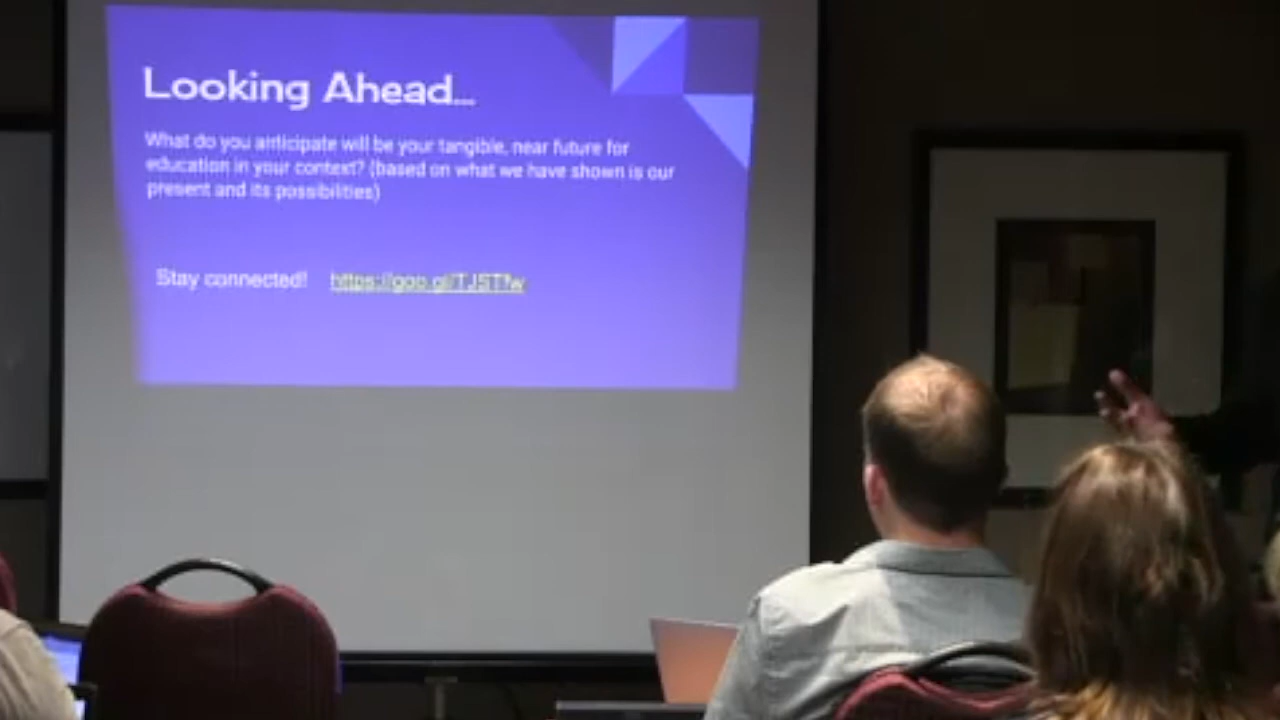 Looking Ahead...
What do you anticipate will be your tangible, near future for
education in your context? (based on what we have shown is our
present and its possibilities)
Stay connected!